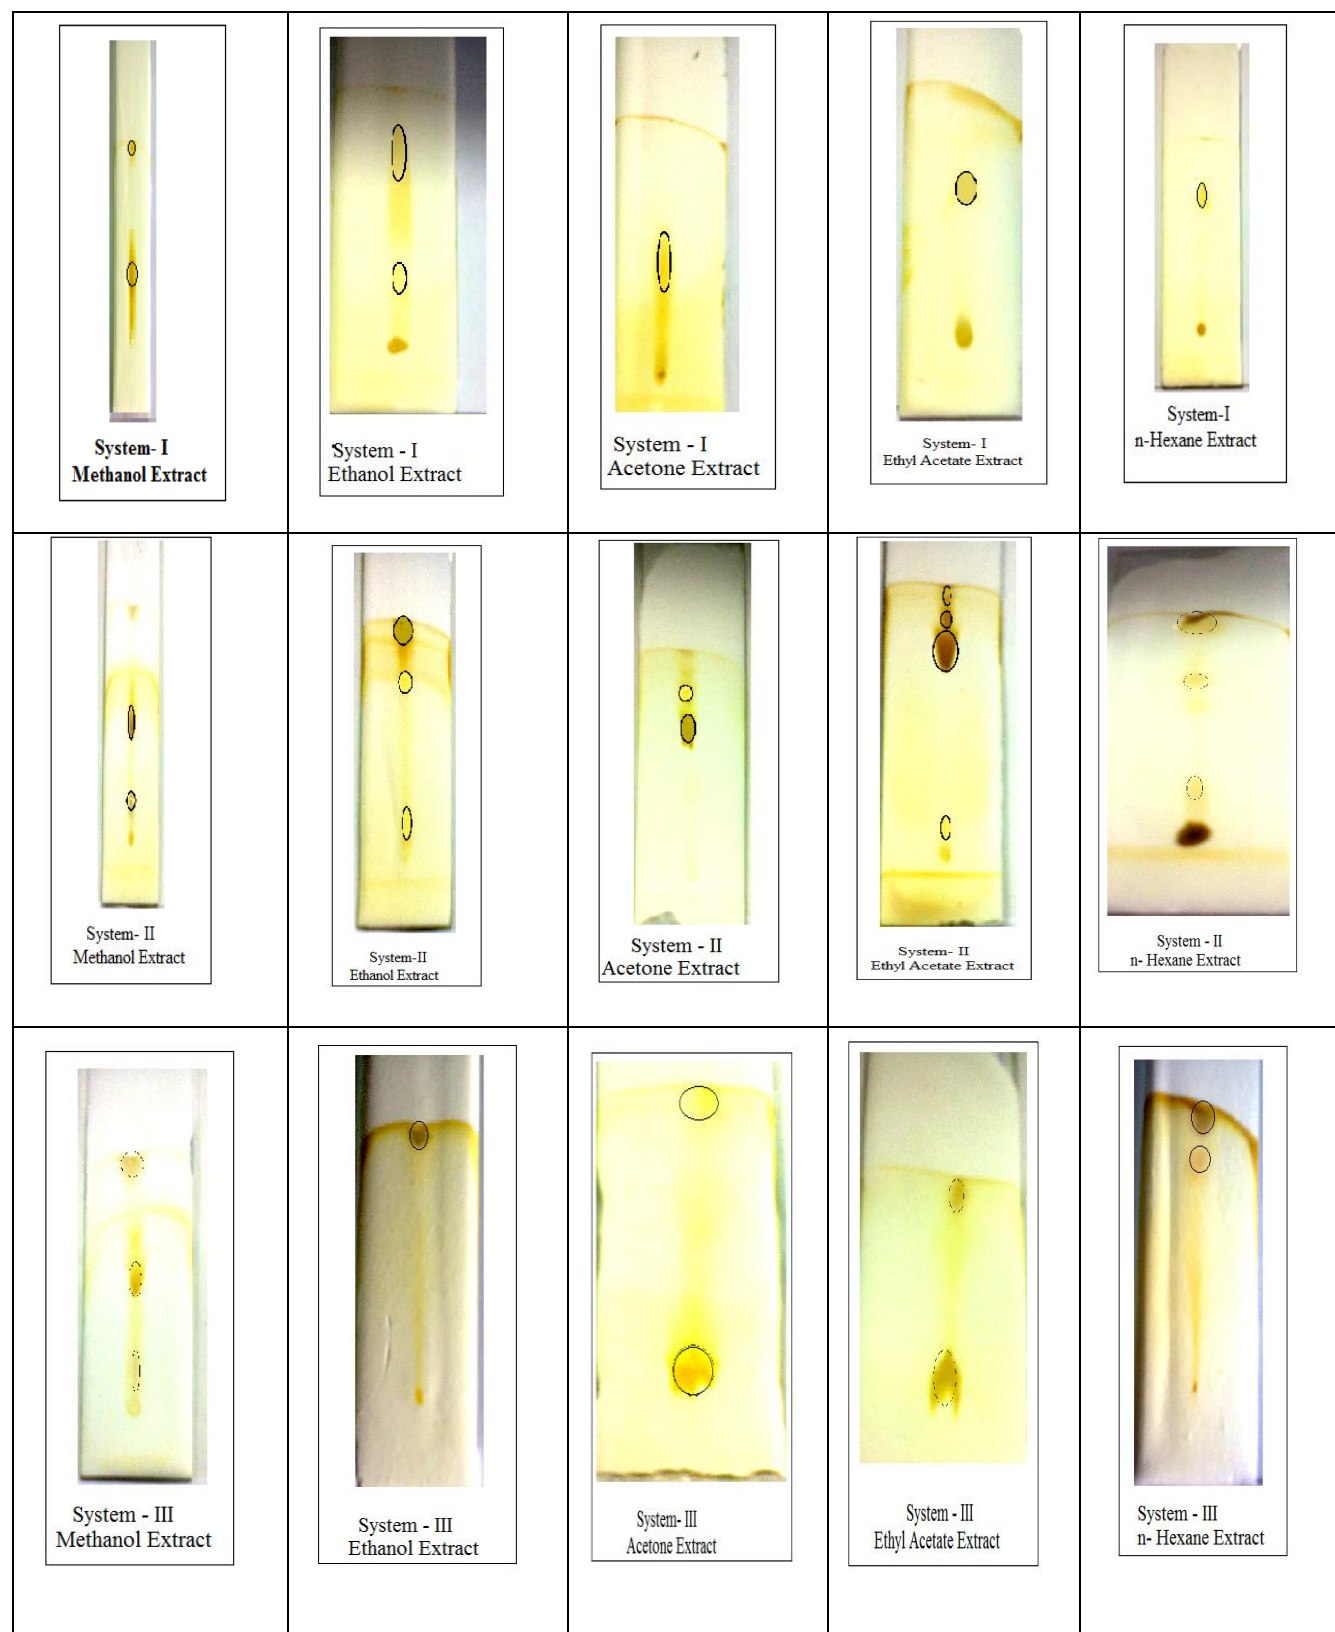 System- I
Methanol Extract
System - I
Ethanol Extract
System - I
Acetone Extract
System- I
Ethyl Acetate Extract
System-I
n-Hexane Extract
System- II
Methanol Extract
System-II
Ethanol Extract
System - II
Acetone Extract
System- II
Ethyl Acetate Extract
System - II
n- Hexane Extract
System - III
Methanol Extract
System - III
Ethanol Extract
System- III
Acetone Extract
System - III
Ethyl Acetate Extract
System - III
n- Hexane Extract